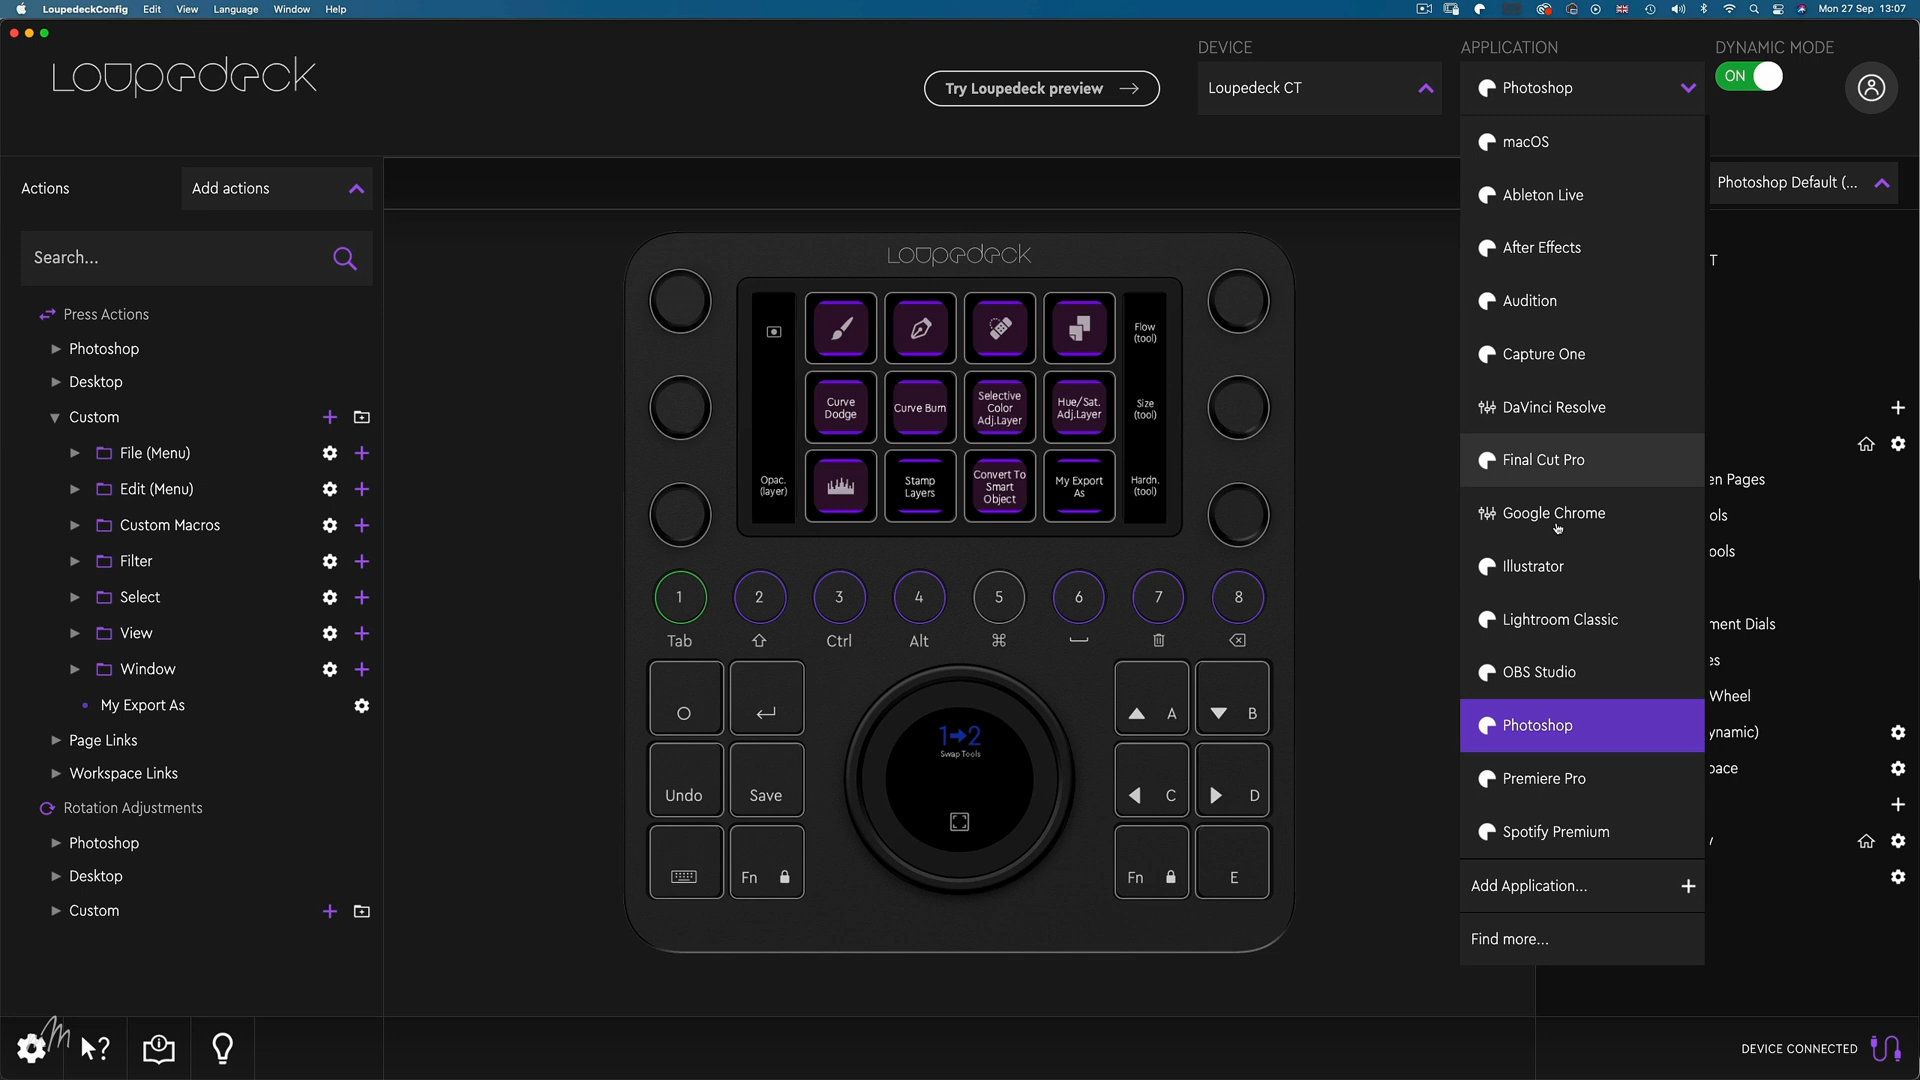 LoupedeckConfig Edit View Language Window Help
Mon 27 Sep 13:07
Loupedeck
Try Loupedeck preview
DEVICE
Loupedeck CT
APPLICATION
Photoshop
DYNAMIC MODE
ON
Actions
Add actions
Search...
Press Actions
Photoshop
Desktop
Custom
File (Menu)
Edit (Menu)
Custom Macros
Filter
Select
View
Window
My Export As
Page Links
Workspace Links
Rotation Adjustments
Photoshop
Desktop
Custom
Loupedeck
Flow
(tool)
Curve
Dodge
Curve Burn
Selective
Color
Adj.Layer
Hue/Sat.
Adj.Layer
Size
(tool)
Opac.
(layer)
Stamp
Layers
Convert To
Smart
Object
My Export
As
Hardn.
(tool)
1 2 3 4 5 6 7 8
Tab
Ctrl
Alt
⌘
A
B
Undo
Save
C
D
Fn
Fn
E
1➔2
Swap Tools
macOS
Ableton Live
After Effects
Audition
Capture One
DaVinci Resolve
Final Cut Pro
Google Chrome
Illustrator
Lightroom Classic
OBS Studio
Photoshop
Premiere Pro
Spotify Premium
Add Application...
Find more...
Photoshop Default (...
T
en Pages
ols
ools
ment Dials
es
Wheel
ynamic)
pace
DEVICE CONNECTED